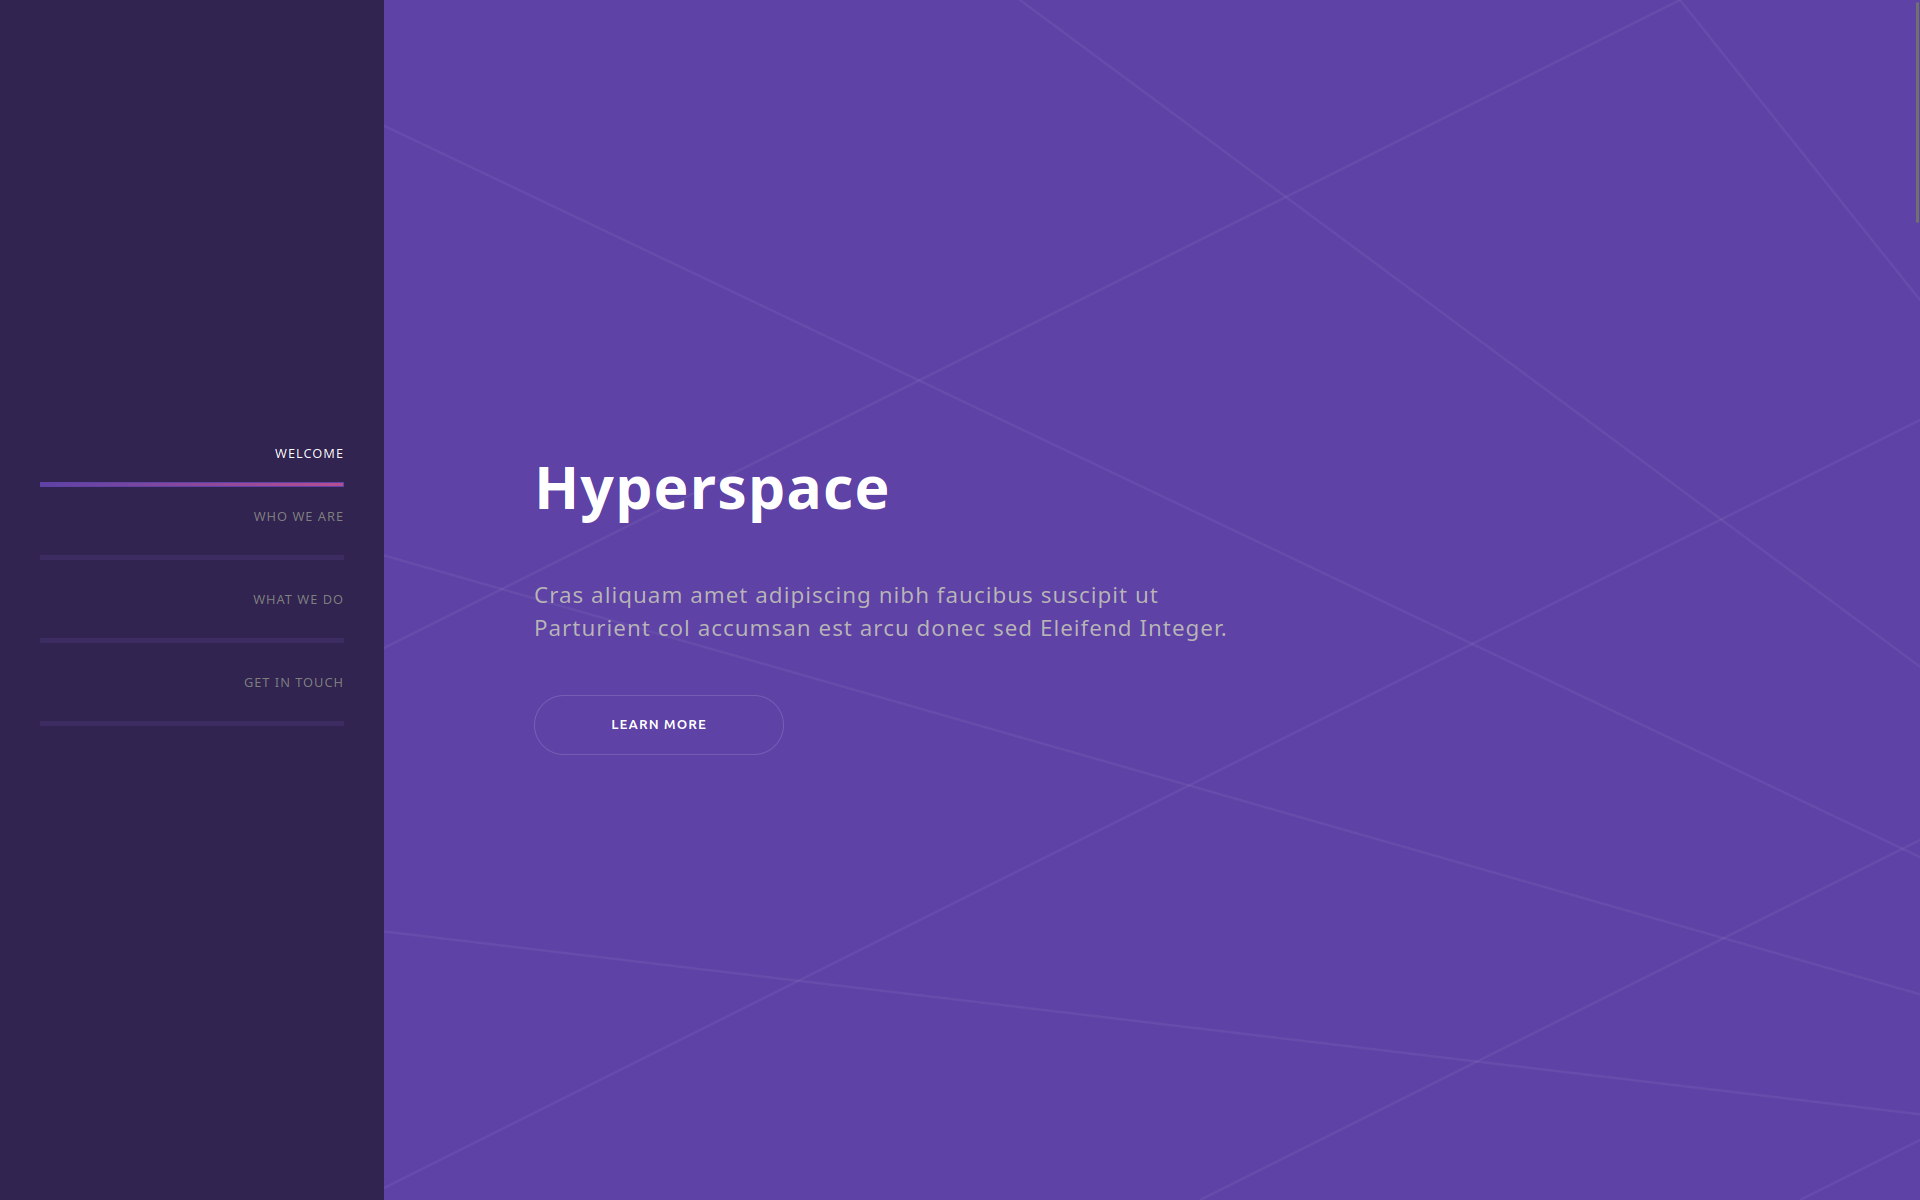 WELCOME
WHO WE ARE
WHAT WE DO
GET IN TOUCH
Hyperspace
Cras aliquam amet adipiscing nibh faucibus suscipit ut
Parturient col accumsan est arcu donec sed Eleifend Integer.
LEARN MORE